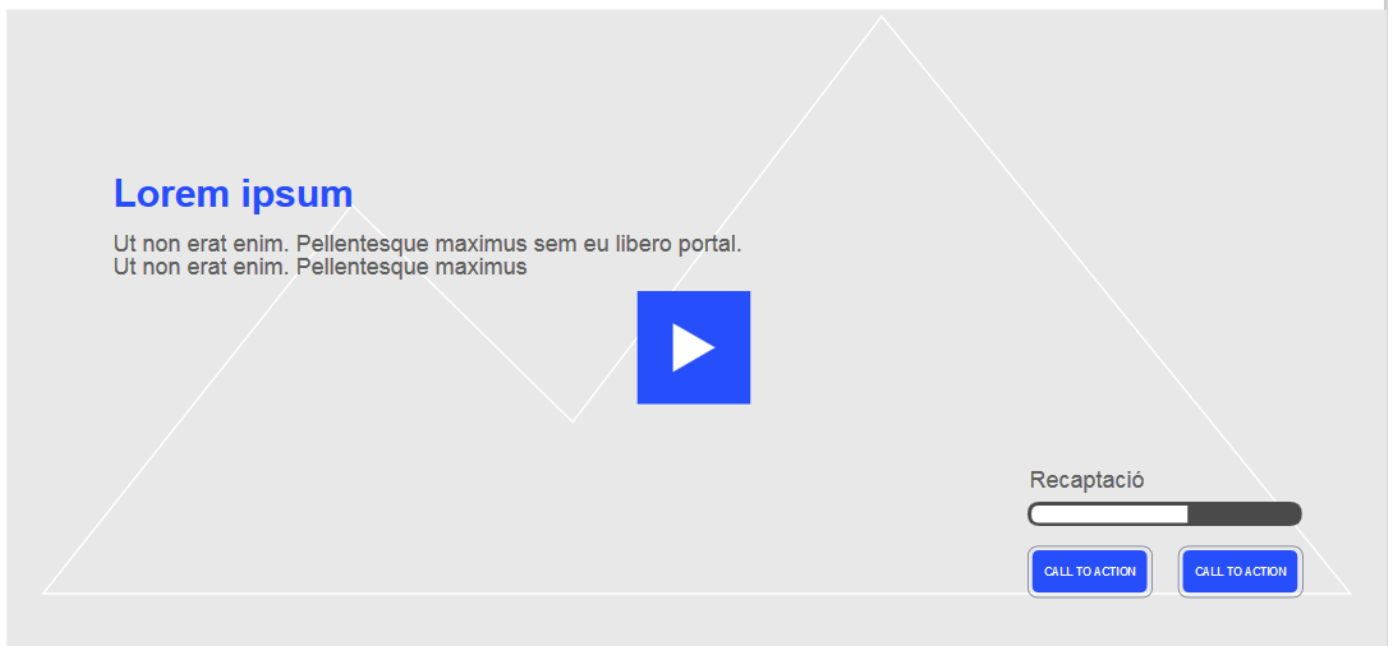 Lorem ipsum
Ut non erat enim. Pellentesque maximus sem eu libero portal.
Ut non erat enim. Pellentesque maximus
Recaptació
CALL TO ACTION
CALL TO ACTION